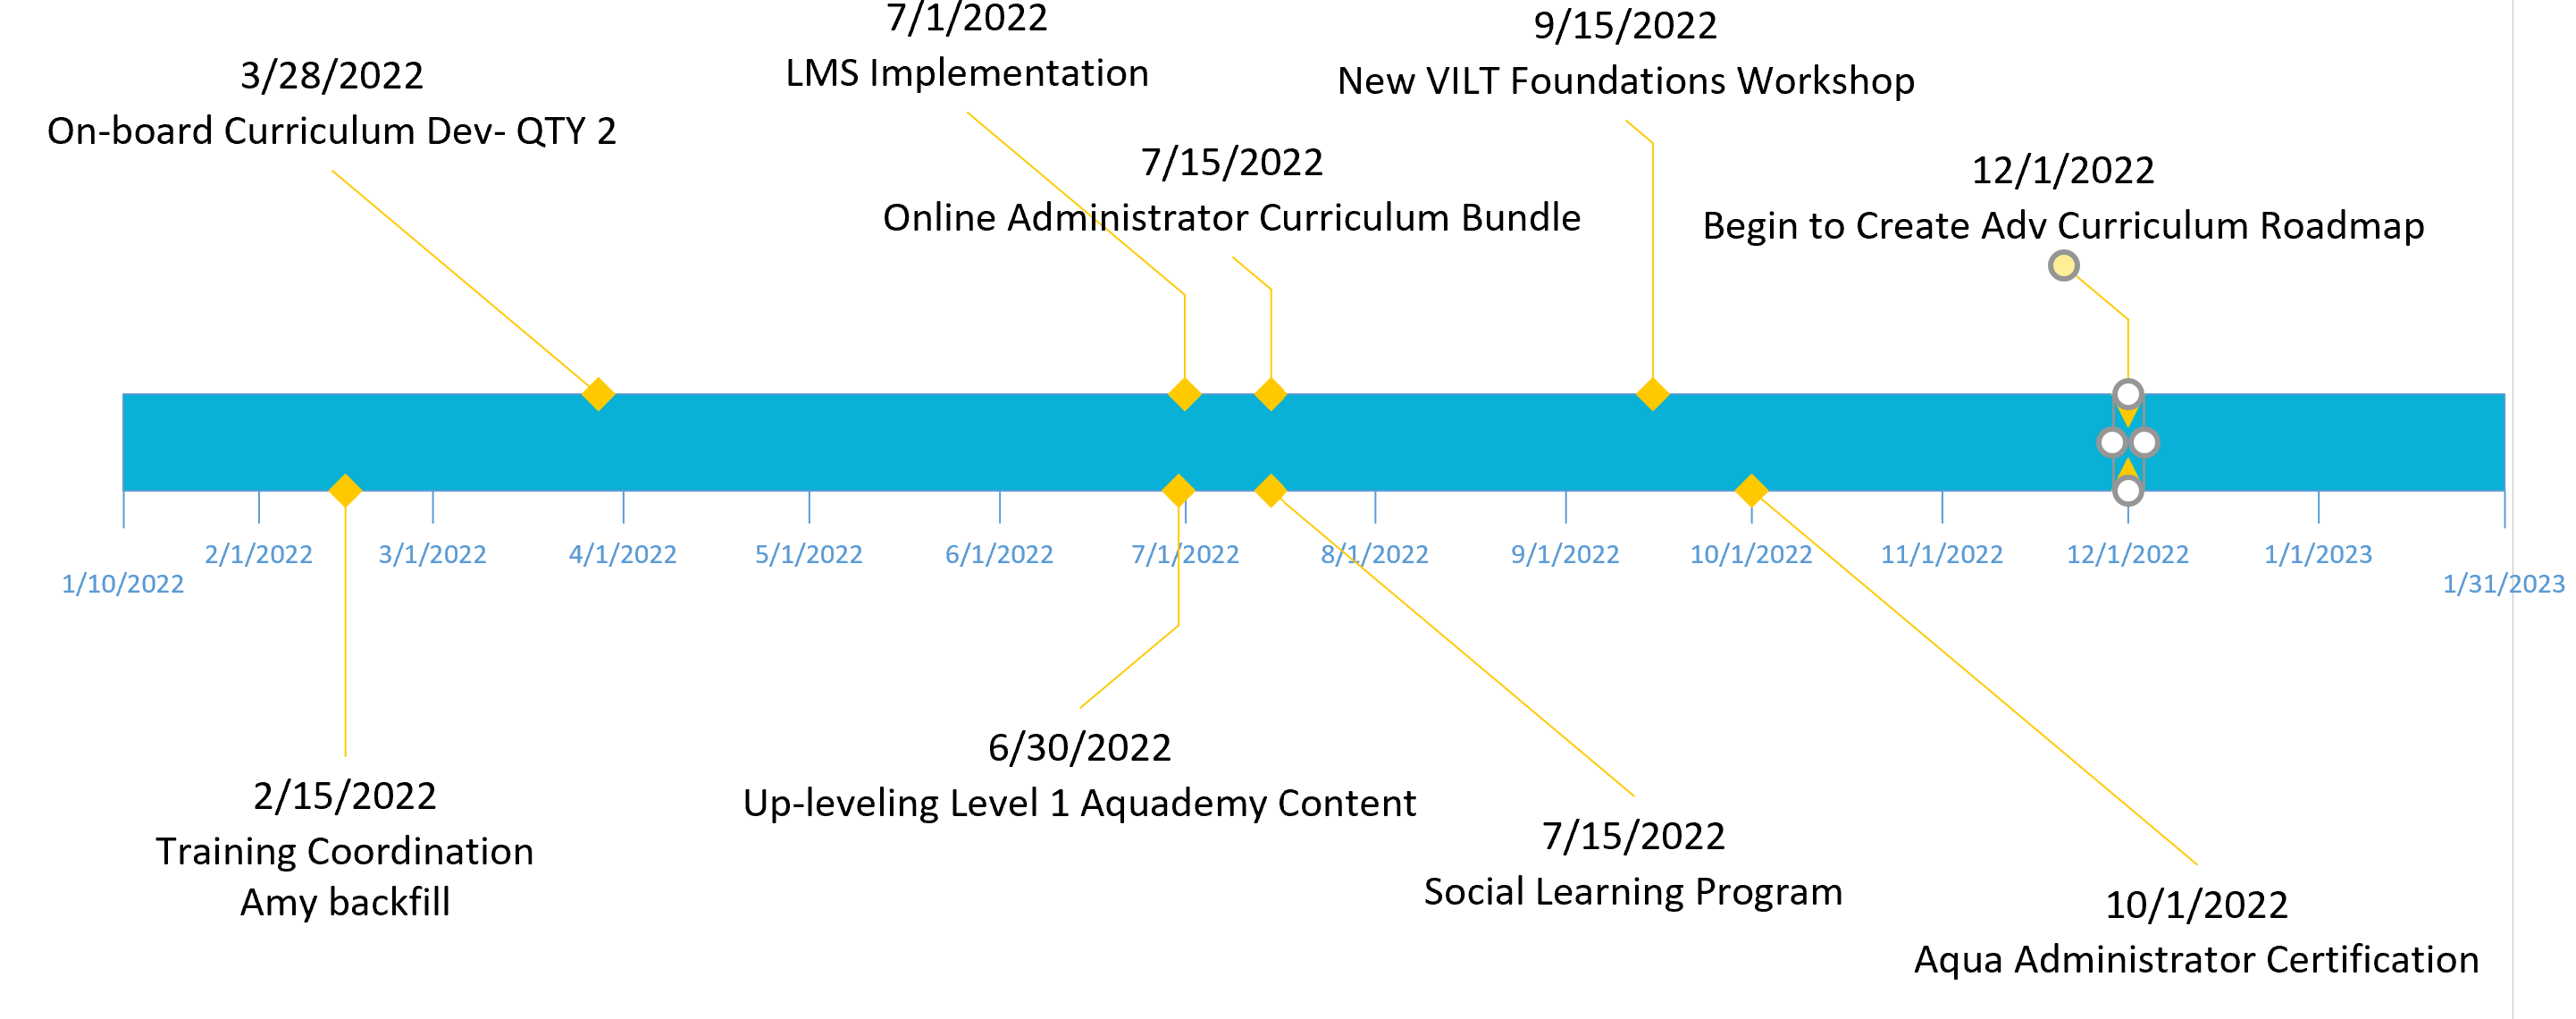 7/1/2022
LMS Implementation
9/15/2022
New VILT Foundations Workshop
3/28/2022
On-board Curriculum Dev- QTY 2
7/15/2022
Online Administrator Curriculum Bundle
12/1/2022
Begin to Create Adv Curriculum Roadmap
1/10/2022
2/1/2022
3/1/2022
4/1/2022
5/1/2022
6/1/2022
7/1/2022
8/1/2022
9/1/2022
10/1/2022
11/1/2022
12/1/2022
1/1/2023
1/31/2023
2/15/2022
Training Coordination
Amy backfill
6/30/2022
Up-leveling Level 1 Aquademy Content
7/15/2022
Social Learning Program
10/1/2022
Aqua Administrator Certification